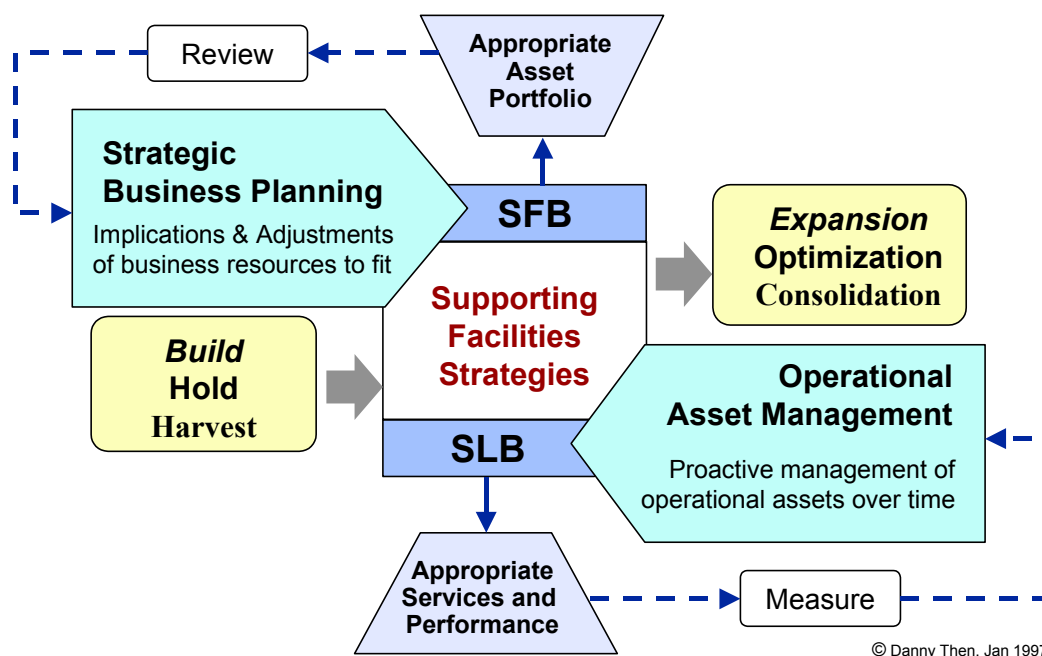 Review
Appropriate
Asset
Portfolio
Strategic
Business Planning
Implications & Adjustments
of business resources to fit
SFB
Expansion
Optimization
Consolidation
Supporting
Facilities
Strategies
Build
Hold
Harvest
Operational
Asset Management
Proactive management of
operational assets over time
SLB
Appropriate
Services and
Performance
Measure
© Danny Then, Jan 1997